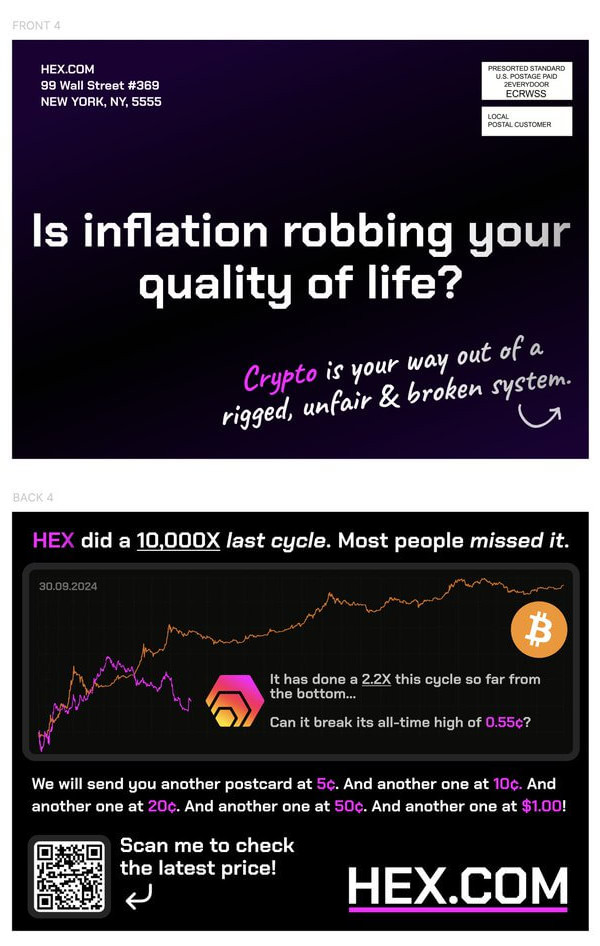 FRONT 4
HEX.COM
99 Wall Street #369
NEW YORK, NY, 5555
PRESORTED STANDARD
U.S. POSTAGE PAID
2EVERYDOOR
ECRWSS
LOCAL
POSTAL CUSTOMER
Is inflation robbing your
quality of life?
Crypto is your way out of a
rigged, unfair & broken system.
BACK 4
HEX did a 10,000X last cycle. Most people missed it.
30.09.2024
It has done a 2.2X this cycle so far from
the bottom...
Can it break its all-time high of 0.55¢?
We will send you another postcard at 5¢. And another one at 10¢. And
another one at 20¢. And another one at 50¢. And another one at $1.00!
Scan me to check
the latest price!
HEX.COM